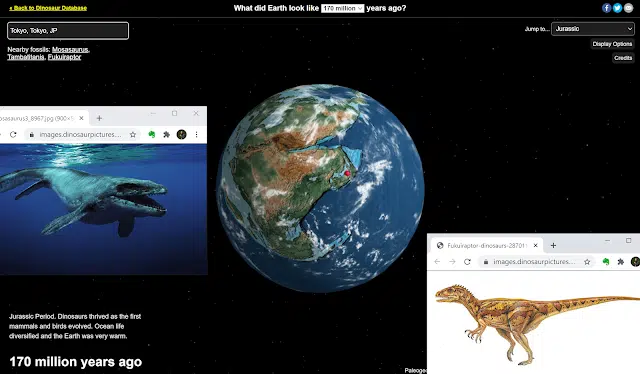 < Back to Dinosaur Database
What did Earth look like 170 million years ago?
Tokyo, Tokyo, JP
Jump to... Jurassic
Display Options
Credits
Nearby fossils: Mosasaurus,
Tambatitanis, Fukuiraptor
osasaurus3_8967.jpg (900×
images.dinosaurpictures...
Fukuiraptor-dinosaurs-28701
images.dinosaurpictures...
Jurassic Period. Dinosaurs thrived as the first
mammals and birds evolved. Ocean life
diversified and the Earth was very warm.
170 million years ago
Paleogeo